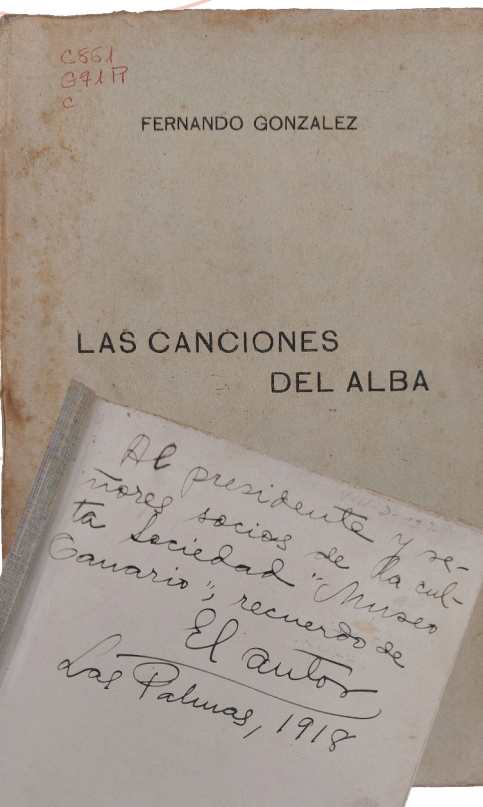 C861
G91R
C
FERNANDO GONZALEZ
LAS CANCIONES
DEL ALBA
Al presidente y se-
ñores socios de la cul-
ta Sociedad "Museo
Canario", recuerdo de
El autor
Las Palmas, 1918